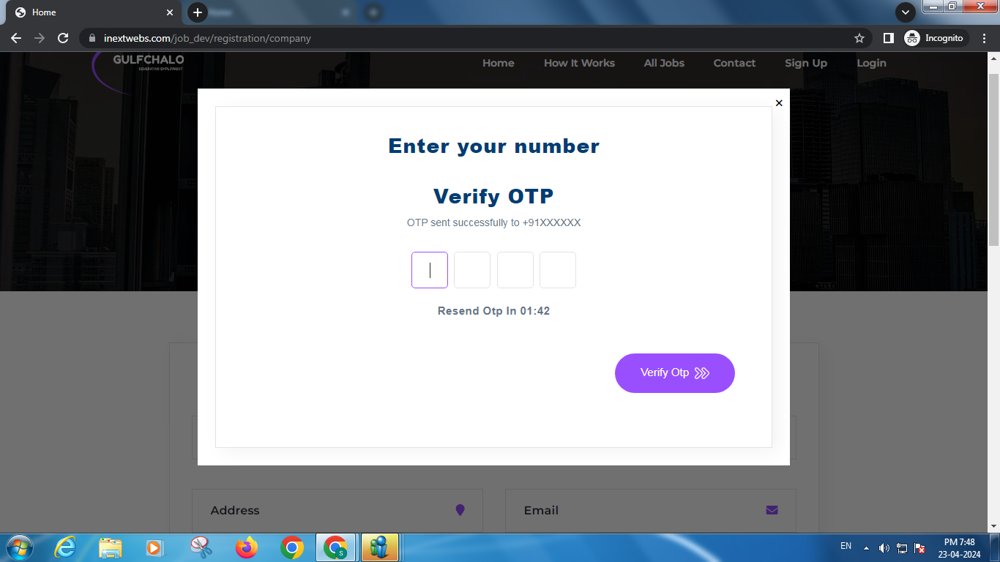 Home
inextwebs.com/job_dev/registration/company
Incognito
GULFCHALO
GENERATING EMPLOYMENT
Home How It Works All Jobs Contact Sign Up Login
Enter your number
Verify OTP
OTP sent successfully to +91XXXXXX
Resend Otp In 01:42
Verify Otp
Address
Email
S
EN
PM 7:48
23-04-2024